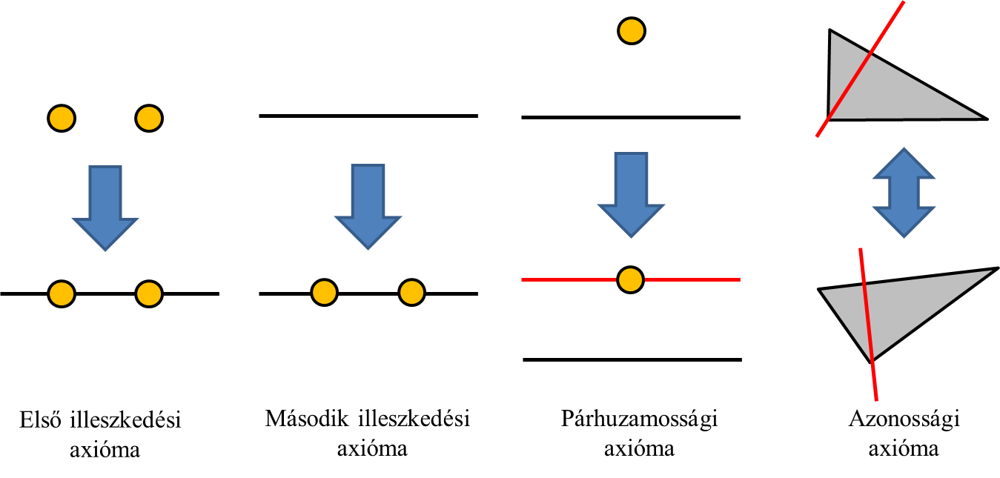 Első illeszkedési
axióma
Második illeszkedési
axióma
Párhuzamossági
axióma
Azonossági
axióma